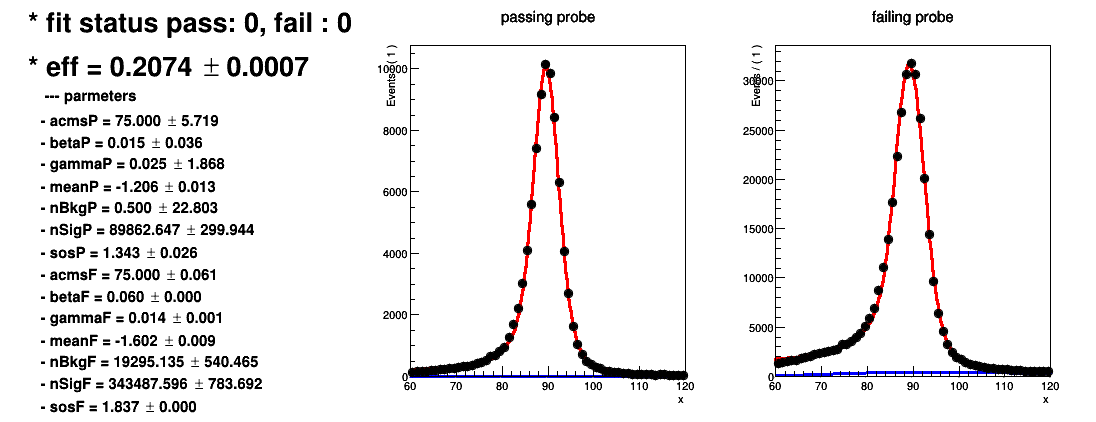 * fit status pass: 0, fail : 0
* eff = 0.2074 ± 0.0007
--- parmeters
- acmsP = 75.000 ± 5.719
- betaP = 0.015 ± 0.036
- gammaP = 0.025 ± 1.868
- meanP = -1.206 ± 0.013
- nBkgP = 0.500 ± 22.803
- nSigP = 89862.647 ± 299.944
- sosP = 1.343 ± 0.026
- acmsF = 75.000 ± 0.061
- betaF = 0.060 ± 0.000
- gammaF = 0.014 ± 0.001
- meanF = -1.602 ± 0.009
- nBkgF = 19295.135 ± 540.465
- nSigF = 343487.596 ± 783.692
- sosF = 1.837 ± 0.000
passing probe
Events / ( 1 )
10000
8000
6000
4000
2000
0
60 70 80 90 100 110 120
x
failing probe
Events / ( 1 )
30000
25000
20000
15000
10000
5000
0
60 70 80 90 100 110 120
x